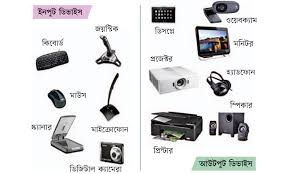 ইনপুট ডিভাইস
কিবোর্ড
জয়স্টিক
মাউস
মাইক্রোফোন
স্ক্যানার
ডিজিটাল ক্যামেরা
ডিসপ্লে
ওয়েবক্যাম
মনিটর
প্রজেক্টর
হ্যাডফোন
স্পিকার
প্রিন্টার
আউটপুট ডিভাইস